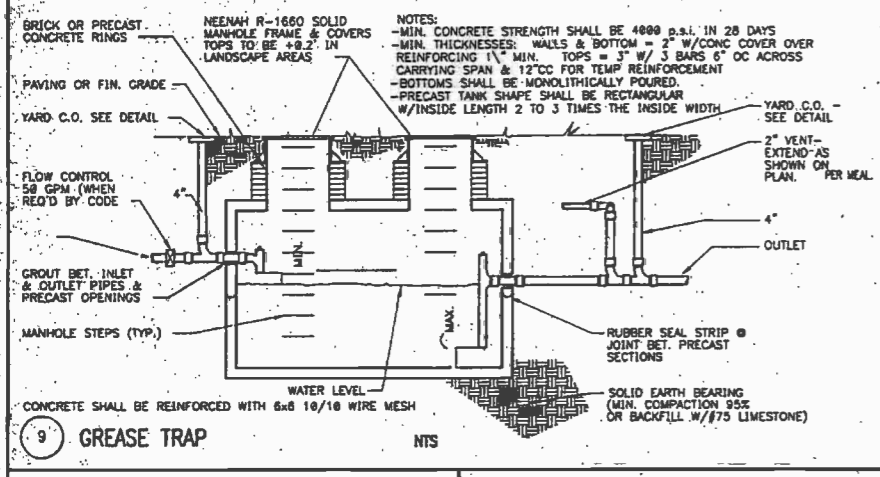 BRICK OR PRECAST
CONCRETE RINGS
NEENAH R-1660 SOLID
MANHOLE FRAME & COVERS
TOPS TO BE +0.2' IN
LANDSCAPE AREAS
NOTES:
-MIN. CONCRETE STRENGTH SHALL BE 4000 p.s.i. IN 28 DAYS
-MIN. THICKNESSES: WALLS & BOTTOM = 2" W/CONC COVER OVER
REINFORCING 1\" MIN. TOPS = 3" W/ 3 BARS 6" OC ACROSS
CARRYING SPAN & 12"CC FOR TEMP REINFORCEMENT
-BOTTOMS SHALL BE MONOLITHICALLY POURED.
-PRECAST TANK SHAPE SHALL BE RECTANGULAR
W/INSIDE LENGTH 2 TO 3 TIMES THE INSIDE WIDTH
PAVING OR FIN. GRADE
YARD C.O. SEE DETAIL
YARD C.O. -
SEE DETAIL
2" VENT-
EXTEND AS
SHOWN ON
PLAN.
PER MEAL
FLOW CONTROL
50 GPM (WHEN
REQ'D BY CODE
4"
4"
OUTLET
MIN.
GROUT BET. INLET
& OUTLET PIPES &
PRECAST OPENINGS
MAX.
MANHOLE STEPS (TYP.)
RUBBER SEAL STRIP @
JOINT BET. PRECAST
SECTIONS
WATER LEVEL
SOLID EARTH BEARING
(MIN. COMPACTION 95%
OR BACKFILL W/#75 LIMESTONE)
CONCRETE SHALL BE REINFORCED WITH 6x6 10/10 WIRE MESH
9 GREASE TRAP
NTS